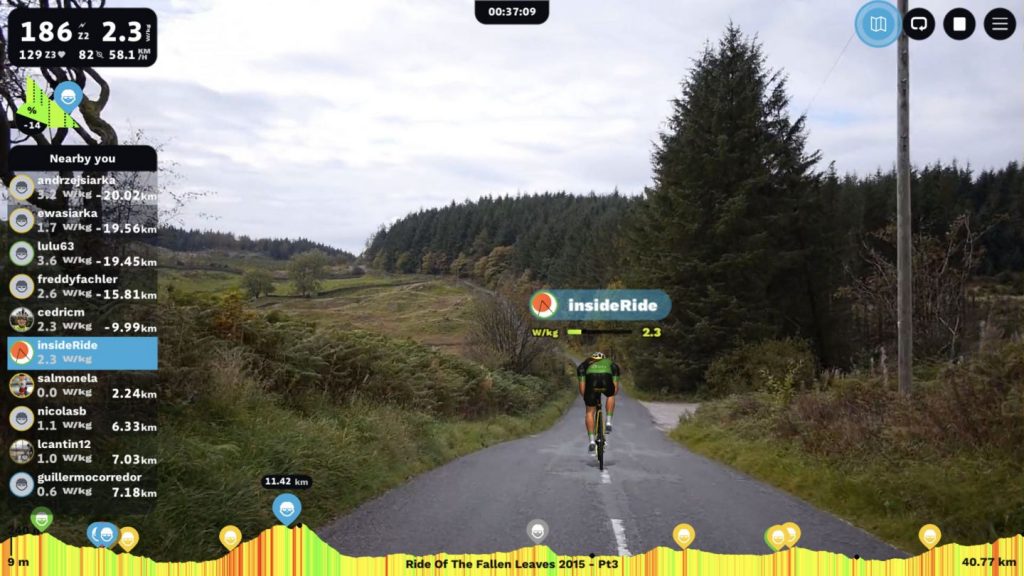 186 Z2 2.3 W/kg
129 Z3 82 58.1 KM/H
00:37:09
%
-14
Nearby you
andrzejsiarka
3.2 W/kg -20.02km
ewasiarka
1.7 W/kg -19.56km
lulu63
3.6 W/kg -19.45km
freddyfachler
2.6 W/kg -15.81km
cedricm
2.3 W/kg -9.99km
insideRide
2.3 W/kg
salmonela
0.0 W/kg 2.24km
nicolasb
1.1 W/kg 6.33km
lcantin12
1.0 W/kg 7.03km
guillermocorredor
0.6 W/kg 7.18km
insideRide
W/kg 2.3
11.42 km
9 m
Ride Of The Fallen Leaves 2015 - Pt3
40.77 km